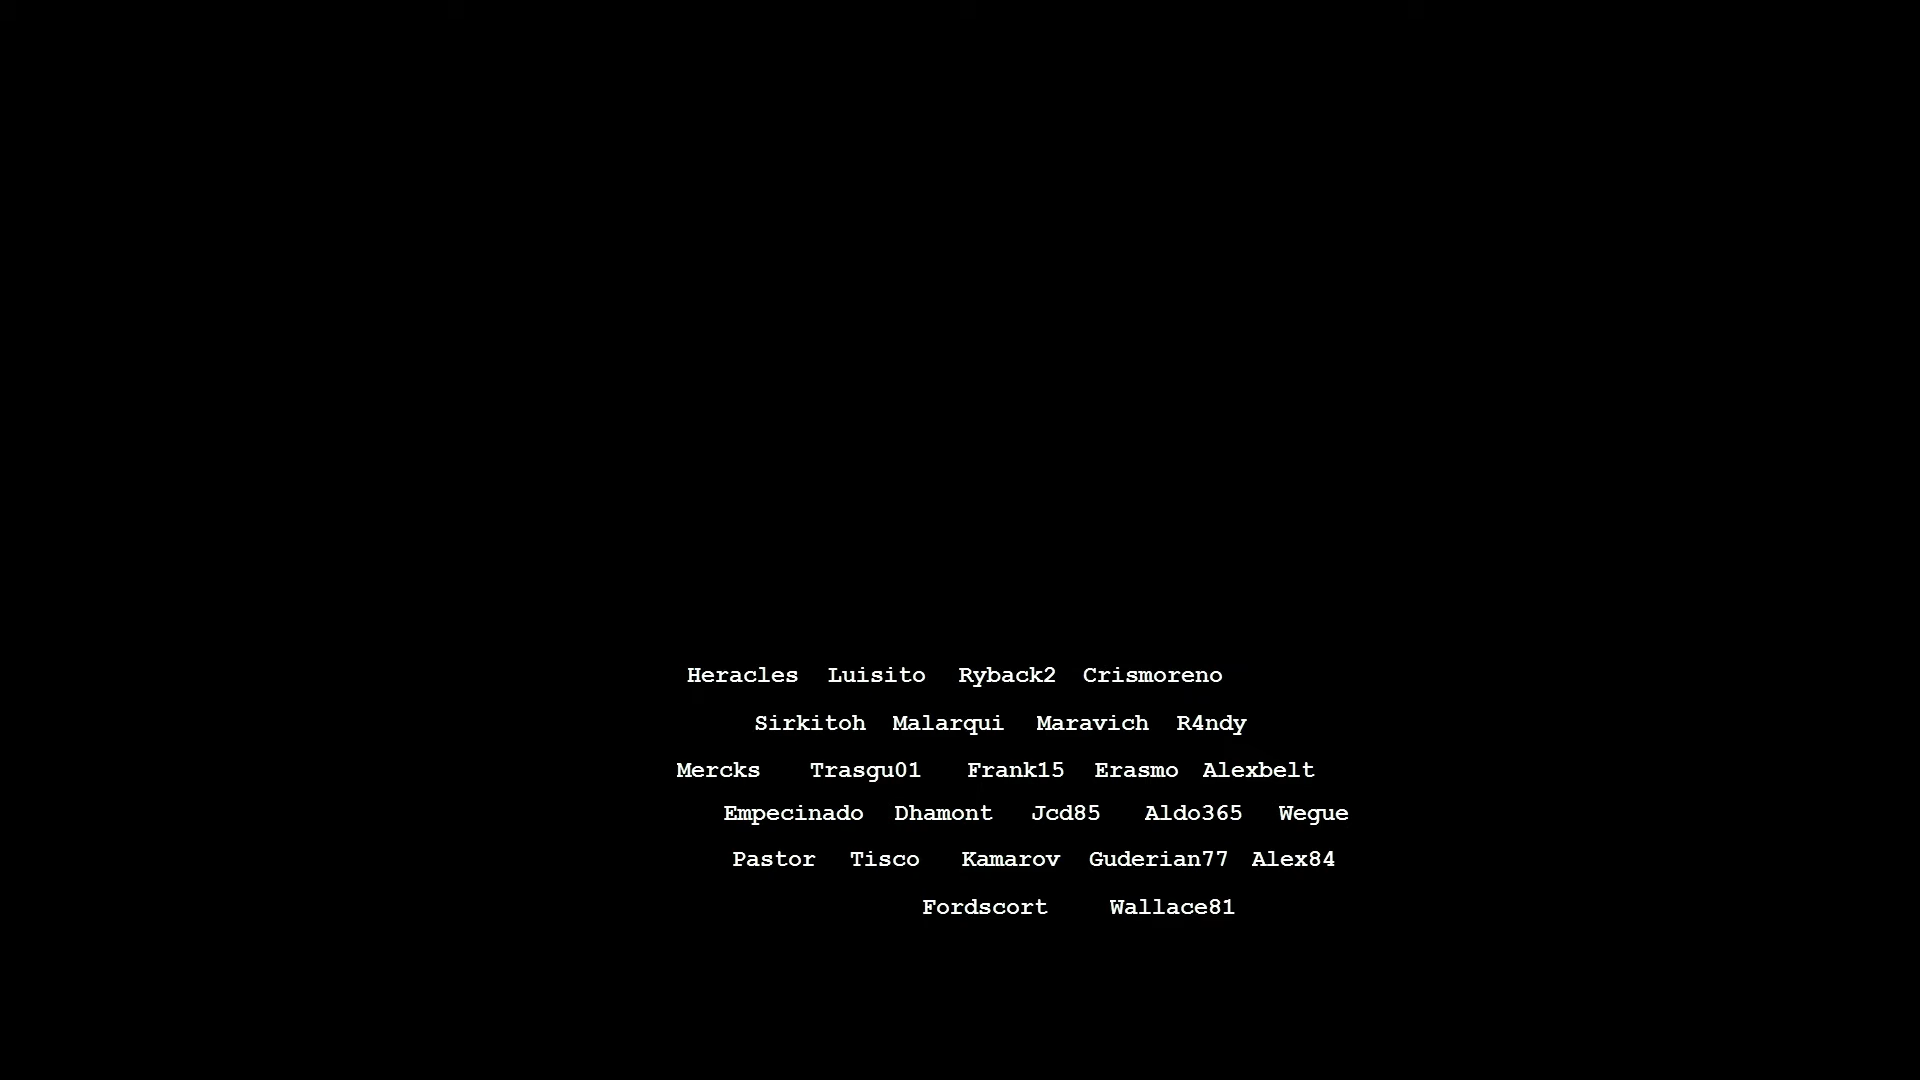 Heracles Luisito Ryback2 Crismoreno
Sirkitoh Malarqui Maravich R4ndy
Mercks Trasgu01 Frank15 Erasmo Alexbelt
Empecinado Dhamont Jcd85 Aldo365 Wegue
Pastor Tisco Kamarov Guderian77 Alex84
Fordscort Wallace81